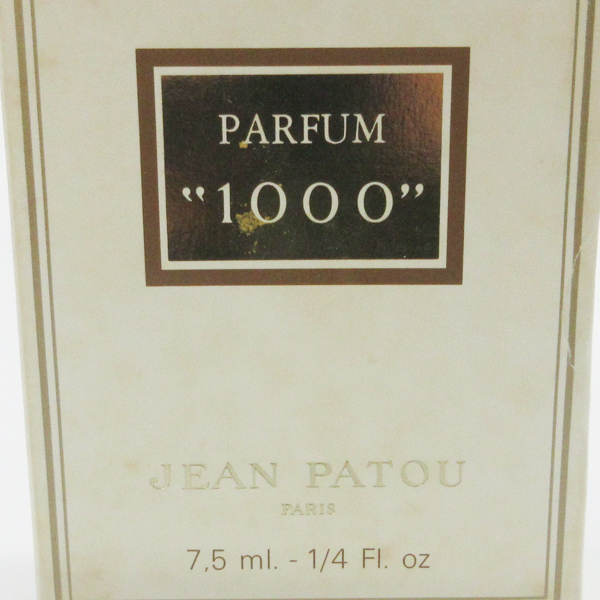 PARFUM
“1000”
JEAN PATOU
PARIS
7,5 ml. - 1/4 Fl. oz